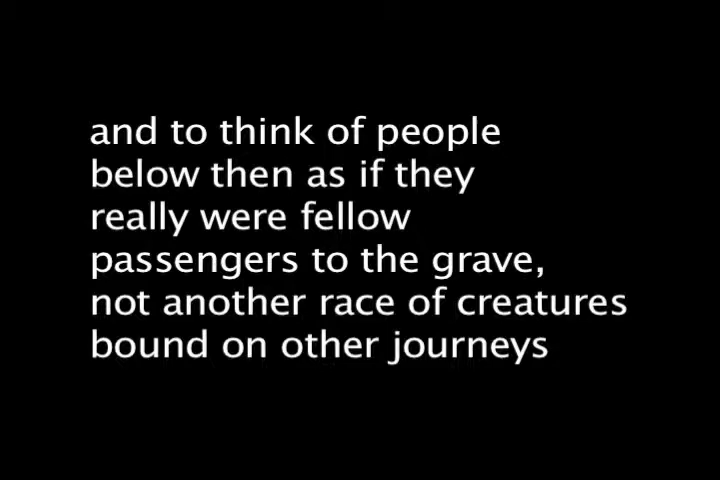 and to think of people
below then as if they
really were fellow
passengers to the grave,
not another race of creatures
bound on other journeys